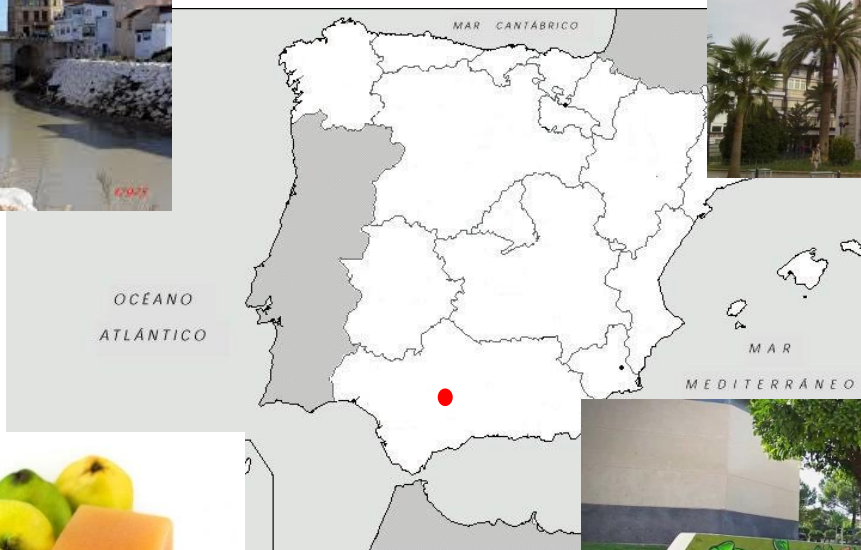 MAR CANTÁBRICO
OCÉANO
ATLÁNTICO
MAR
MEDITERRÁNEO